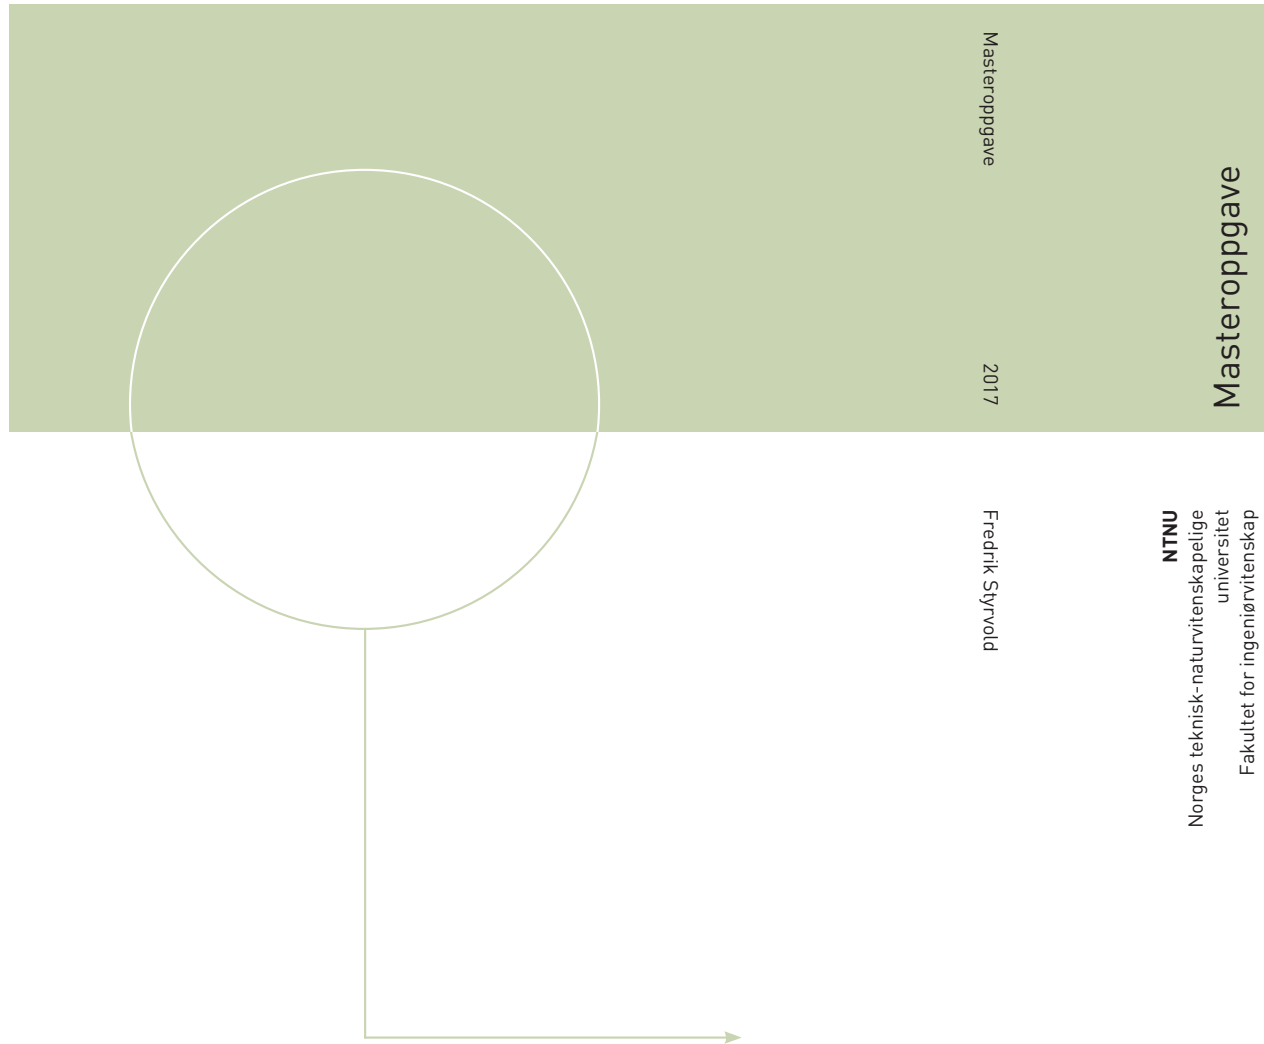 Masteroppgave
2017
Fredrik Styrvold
Masteroppgave
NTNU
Norges teknisk-naturvitenskapelige
universitet
Fakultet for ingeniørvitenskap